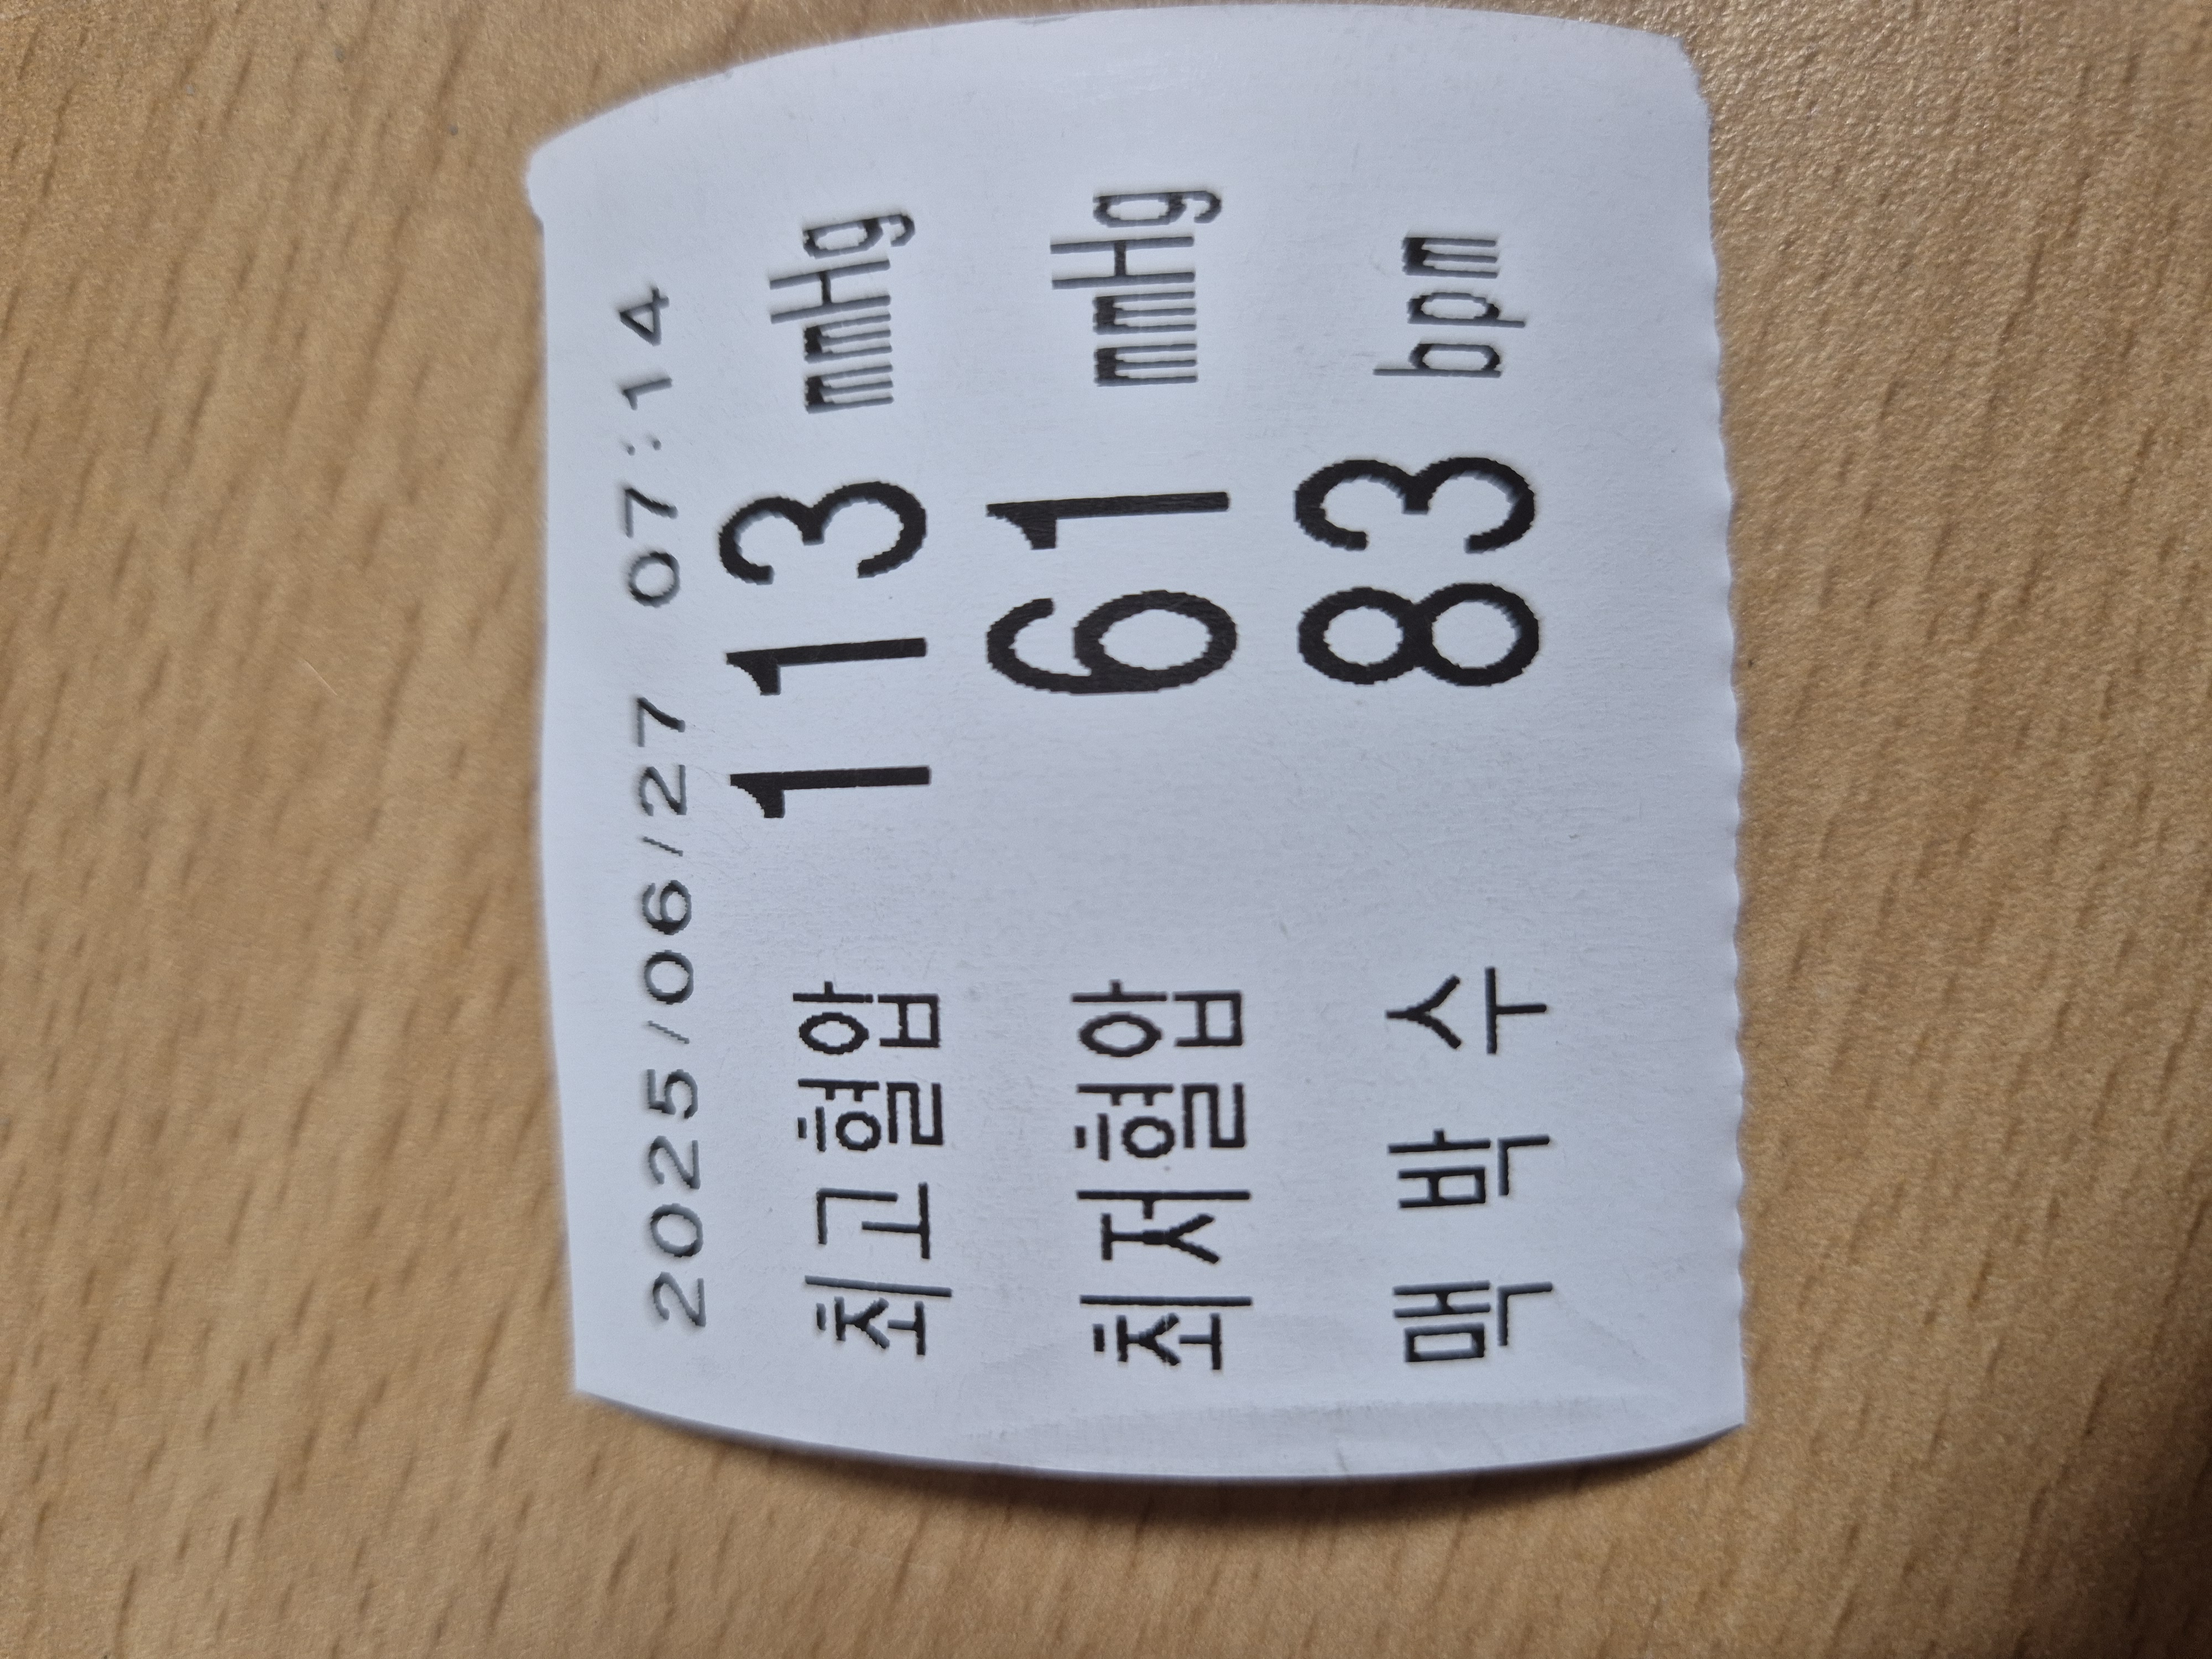 2025/06/27 07:14
최고혈압 113 mmHg
최저혈압 61 mmHg
맥 박 수 83 bpm